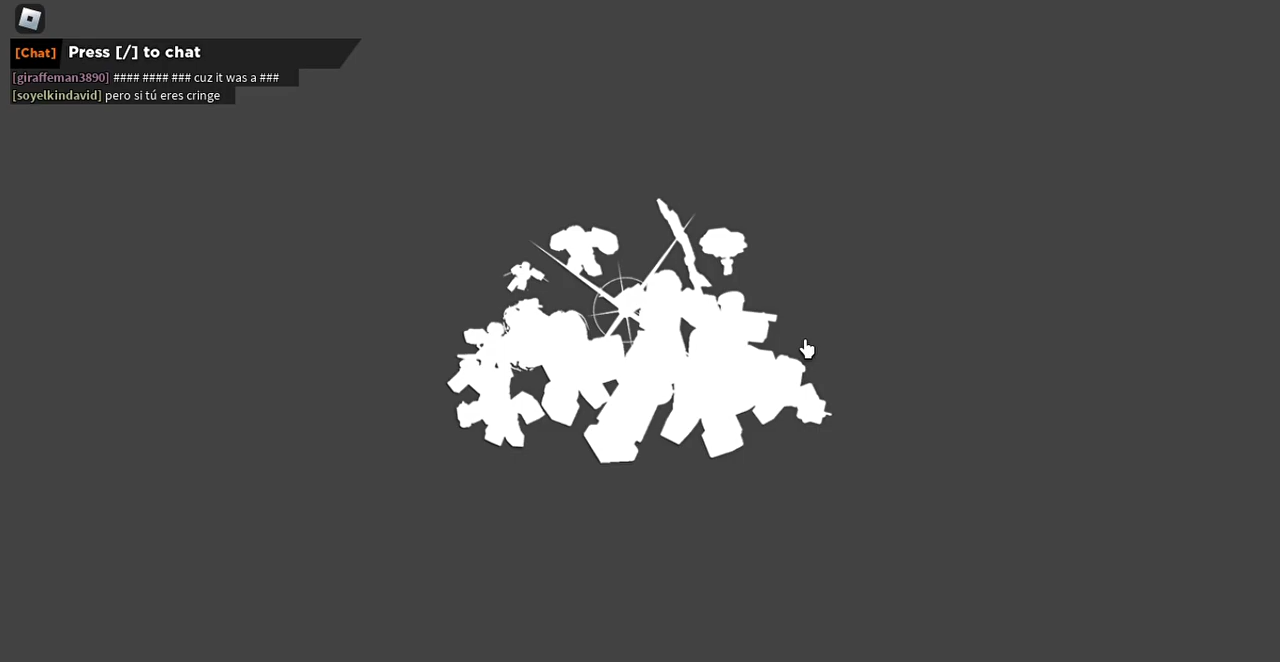 [Chat] Press [/] to chat
[giraffeman3890] #### #### ### cuz it was a ###
[soyelkindavid] pero si tú eres cringe